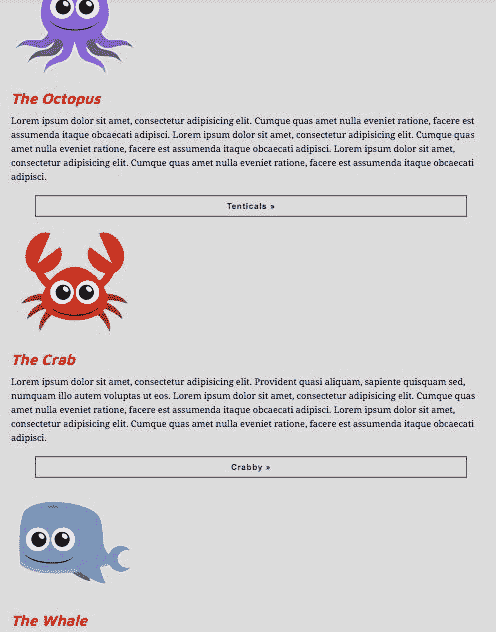 The Octopus
Lorem ipsum dolor sit amet, consectetur adipisicing elit. Cumque quas amet nulla eveniet ratione, facere est
assumenda itaque obcaecati adipisci. Lorem ipsum dolor sit amet, consectetur adipisicing elit. Cumque quas
amet nulla eveniet ratione, facere est assumenda itaque obcaecati adipisci. Lorem ipsum dolor sit amet,
consectetur adipisicing elit. Cumque quas amet nulla eveniet ratione, facere est assumenda itaque obcaecati
adipisci.
Tenticals »
The Crab
Lorem ipsum dolor sit amet, consectetur adipisicing elit. Provident quasi aliquam, sapiente quisquam sed,
numquam illo autem voluptas ut eos. Lorem ipsum dolor sit amet, consectetur adipisicing elit. Cumque quas
amet nulla eveniet ratione, facere est assumenda itaque obcaecati adipisci. Lorem ipsum dolor sit amet,
consectetur adipisicing elit. Cumque quas amet nulla eveniet ratione, facere est assumenda itaque obcaecati
adipisci.
Crabby »
The Whale